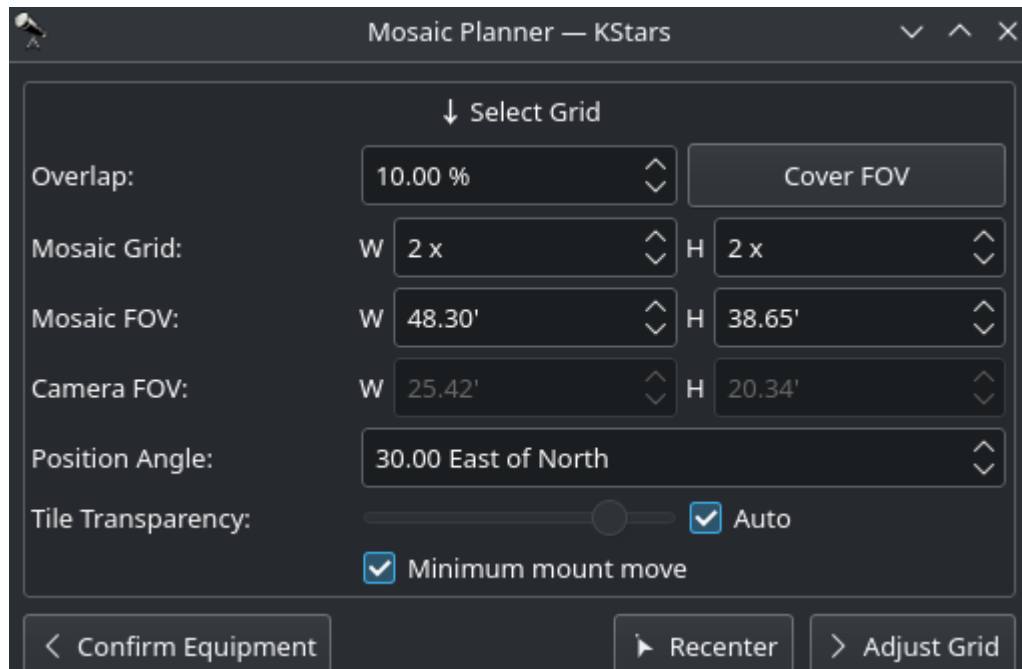 Mosaic Planner — KStars
↓ Select Grid
Overlap: 10.00 % Cover FOV
Mosaic Grid: W 2 x H 2 x
Mosaic FOV: W 48.30' H 38.65'
Camera FOV: W 25.42' H 20.34'
Position Angle: 30.00 East of North
Tile Transparency: Auto
Minimum mount move
Confirm Equipment Recenter Adjust Grid